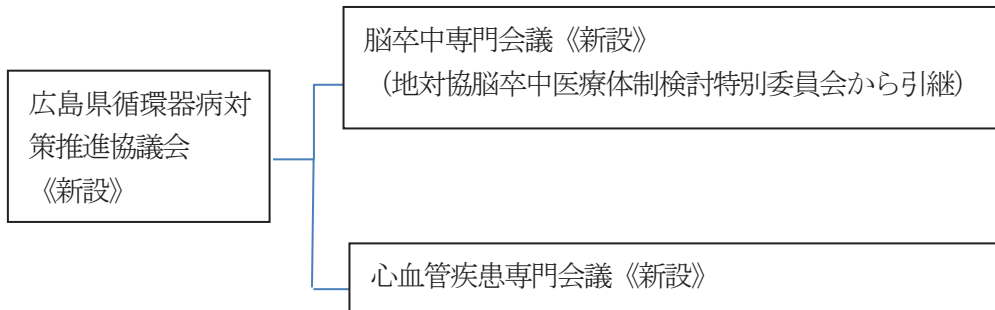 広島県循環器病対
策推進協議会
《新設》
脳卒中専門会議《新設》
（地対協脳卒中医療体制検討特別委員会から引継）
心血管疾患専門会議《新設》